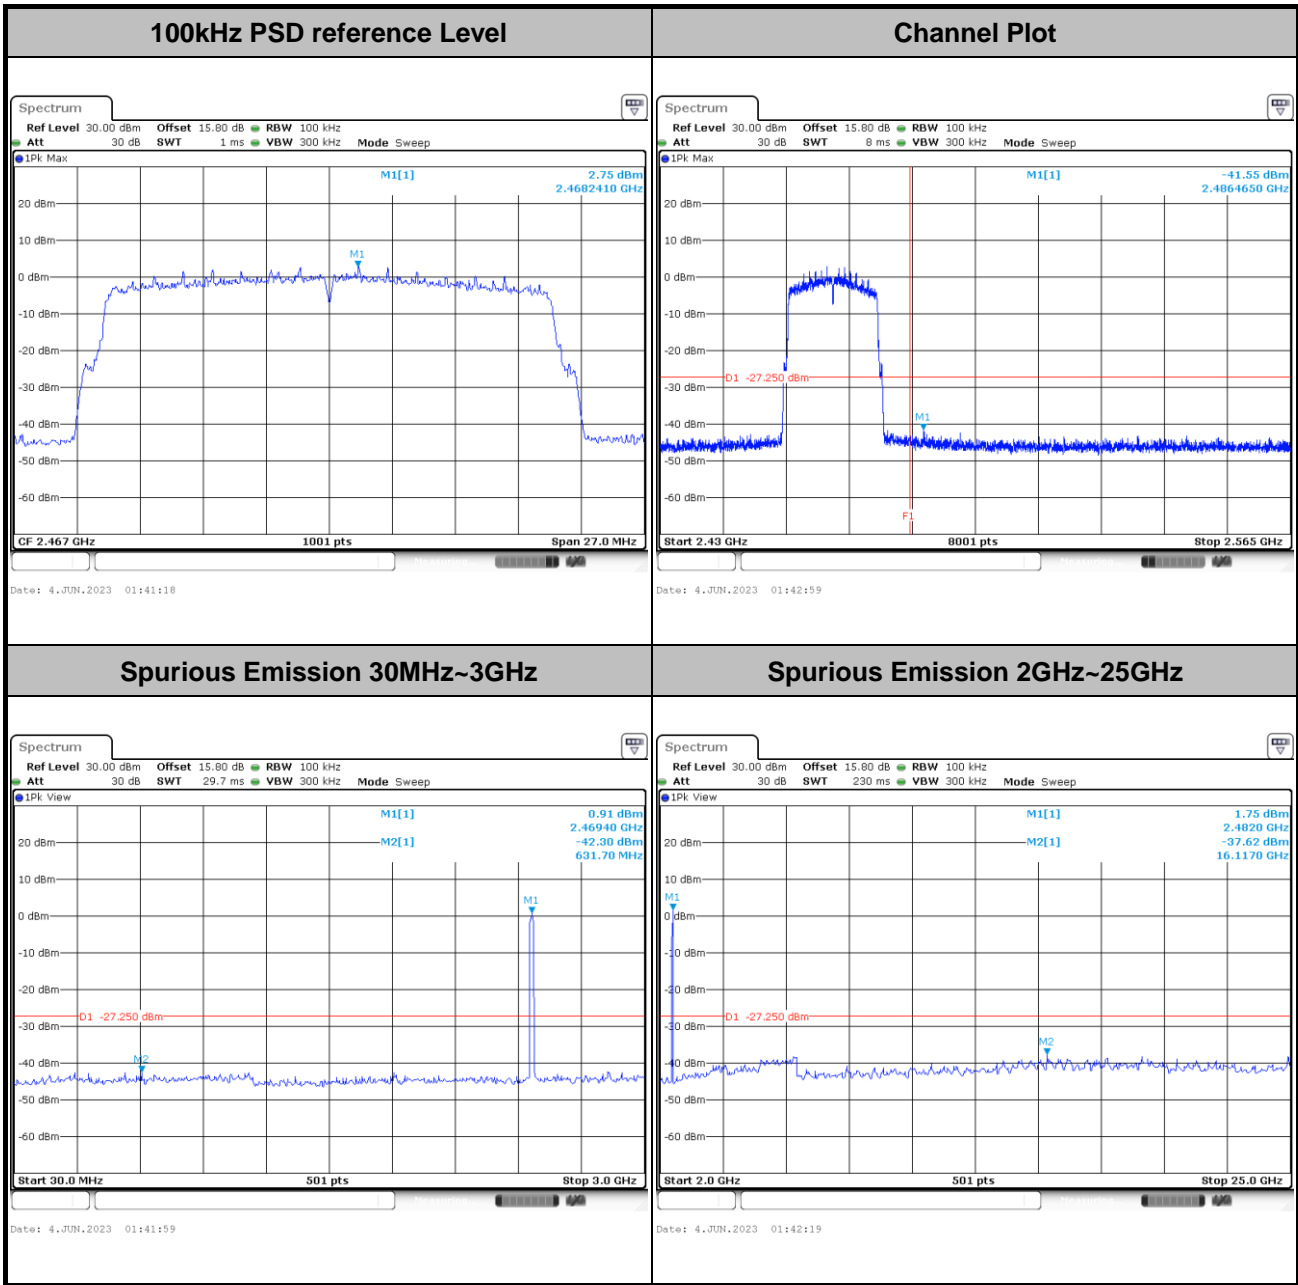 100kHz PSD reference Level
Spectrum
Ref Level 30.00 dBm Offset 15.80 dB RBW 100 kHz
Att 30 dB SWT 1 ms VBW 300 kHz Mode Sweep
1Pk Max
M1[1] 2.75 dBm
2.4682410 GHz
20 dBm
10 dBm
M1
0 dBm
-10 dBm
-20 dBm
-30 dBm
-40 dBm
-50 dBm
-60 dBm
CF 2.467 GHz 1001 pts Span 27.0 MHz
Measuring...
Date: 4.JUN.2023 01:41:18
Channel Plot
Spectrum
Ref Level 30.00 dBm Offset 15.80 dB RBW 100 kHz
Att 30 dB SWT 8 ms VBW 300 kHz Mode Sweep
1Pk Max
M1[1] -41.55 dBm
2.4864650 GHz
20 dBm
10 dBm
0 dBm
-10 dBm
-20 dBm
D1 -27.250 dBm
-30 dBm
M1
-40 dBm
-50 dBm
-60 dBm
F1
Start 2.43 GHz 8001 pts Stop 2.565 GHz
Measuring...
Date: 4.JUN.2023 01:42:59
Spurious Emission 30MHz~3GHz
Spectrum
Ref Level 30.00 dBm Offset 15.80 dB RBW 100 kHz
Att 30 dB SWT 29.7 ms VBW 300 kHz Mode Sweep
1Pk View
M1[1] 0.91 dBm
2.46940 GHz
M2[1] -42.30 dBm
631.70 MHz
20 dBm
10 dBm
M1
0 dBm
-10 dBm
-20 dBm
D1 -27.250 dBm
-30 dBm
M2
-40 dBm
-50 dBm
-60 dBm
Start 30.0 MHz 501 pts Stop 3.0 GHz
Measuring...
Date: 4.JUN.2023 01:41:59
Spurious Emission 2GHz~25GHz
Spectrum
Ref Level 30.00 dBm Offset 15.80 dB RBW 100 kHz
Att 30 dB SWT 230 ms VBW 300 kHz Mode Sweep
1Pk View
M1[1] 1.75 dBm
2.4820 GHz
M2[1] -37.62 dBm
16.1170 GHz
20 dBm
10 dBm
M1
0 dBm
-10 dBm
-20 dBm
D1 -27.250 dBm
-30 dBm
M2
-40 dBm
-50 dBm
-60 dBm
Start 2.0 GHz 501 pts Stop 25.0 GHz
Measuring...
Date: 4.JUN.2023 01:42:19